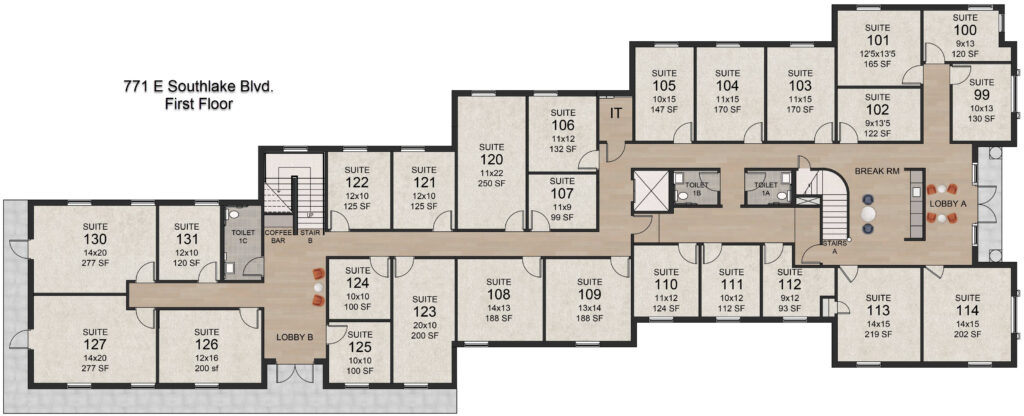 771 E Southlake Blvd.
First Floor
SUITE
101
12'5x13'5
165 SF
SUITE
100
9x13
120 SF
SUITE
105
10x15
147 SF
SUITE
104
11x15
170 SF
SUITE
103
11x15
170 SF
SUITE
102
9x13'5
122 SF
SUITE
99
10x13
130 SF
IT
SUITE
106
11x12
132 SF
SUITE
120
11x22
250 SF
SUITE
107
11x9
99 SF
SUITE
122
12x10
125 SF
SUITE
121
12x10
125 SF
TOILET
1B
TOILET
1A
BREAK RM
LOBBY A
STAIRS
A
UP
SUITE
130
14x20
277 SF
SUITE
131
12x10
120 SF
TOILET
1C
COFFEE
BAR
STAIR
B
SUITE
124
10x10
100 SF
SUITE
123
20x10
200 SF
SUITE
108
14x13
188 SF
SUITE
109
13x14
188 SF
SUITE
110
11x12
124 SF
SUITE
111
10x12
112 SF
SUITE
112
9x12
93 SF
SUITE
113
14x15
219 SF
SUITE
114
14x15
202 SF
SUITE
127
14x20
277 SF
SUITE
126
12x16
200 sf
LOBBY B
SUITE
125
10x10
100 SF